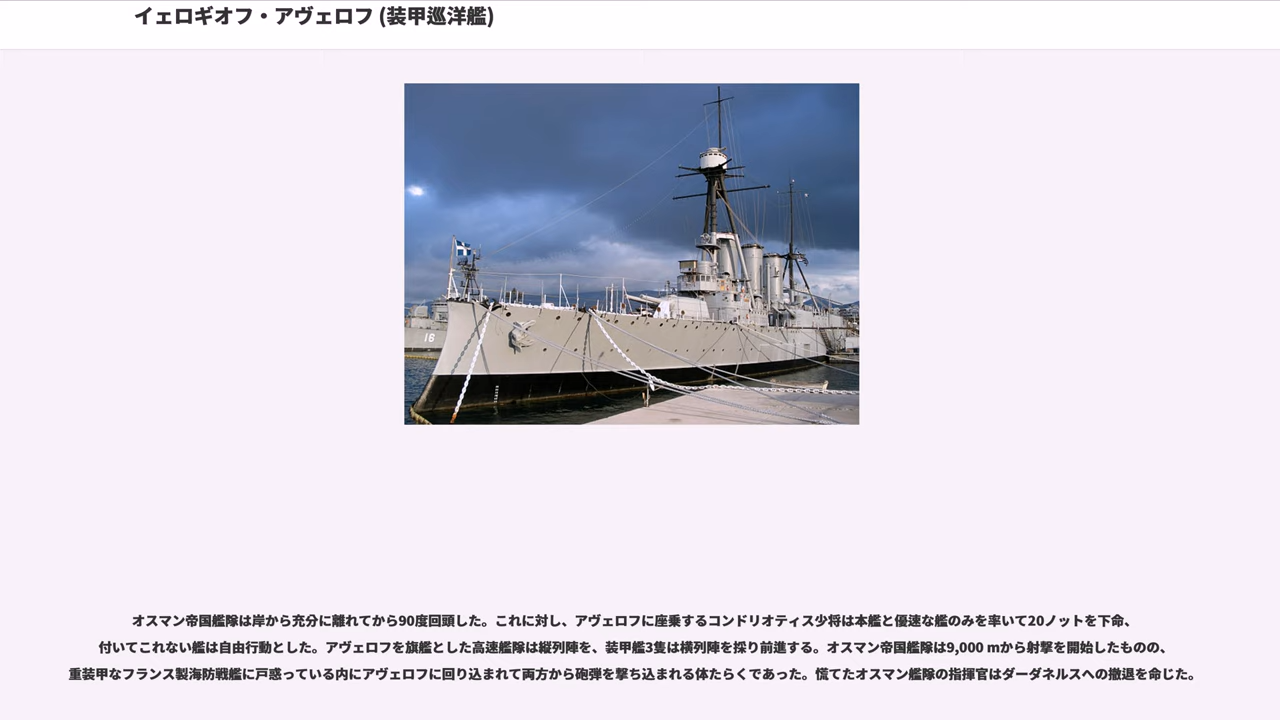 イェロギオフ・アヴェロフ (装甲巡洋艦)
16
オスマン帝国艦隊は岸から充分に離れてから90度回頭した。これに対し、アヴェロフに座乗するコンドリオティス少将は本艦と優速な艦のみを率いて20ノットを下命、
付いてこれない艦は自由行動とした。アヴェロフを旗艦とした高速艦隊は縦列陣を、装甲艦3隻は横列陣を採り前進する。オスマン帝国艦隊は9,000 mから射撃を開始したものの、
重装甲なフランス製海防戦艦に戸惑っている内にアヴェロフに回り込まれて両方から砲弾を撃ち込まれる体たらくであった。慌てたオスマン艦隊の指揮官はダーダネルスへの撤退を命じた。